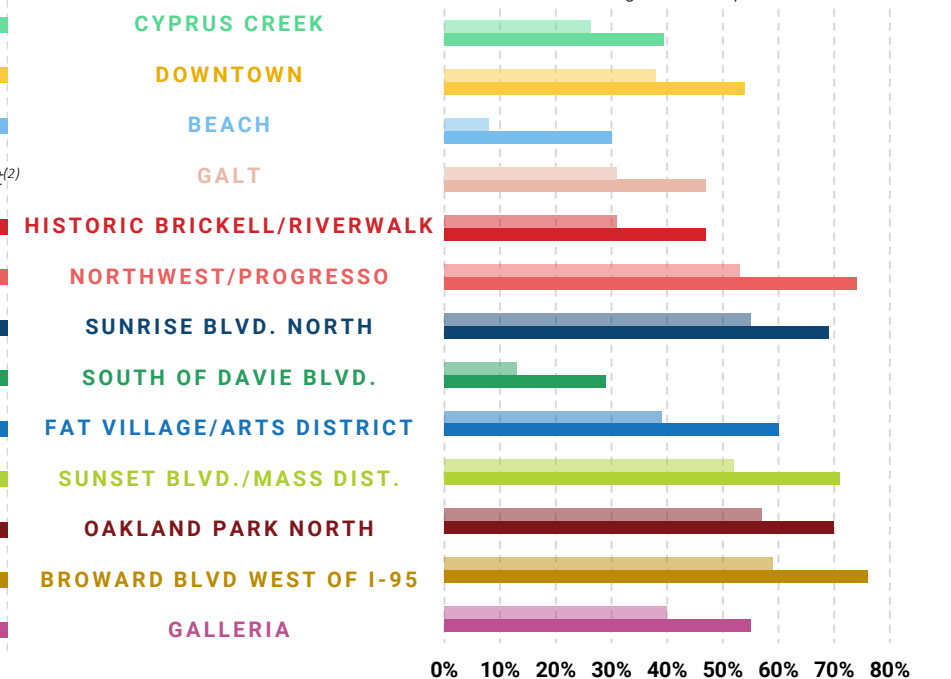 CYPRUS CREEK
DOWNTOWN
BEACH
(2)
GALT
HISTORIC BRICKELL/RIVERWALK
NORTHWEST/PROGRESSO
SUNRISE BLVD. NORTH
SOUTH OF DAVIE BLVD.
FAT VILLAGE/ARTS DISTRICT
SUNSET BLVD./MASS DIST.
OAKLAND PARK NORTH
BROWARD BLVD WEST OF I-95
GALLERIA
0% 10% 20% 30% 40% 50% 60% 70% 80%